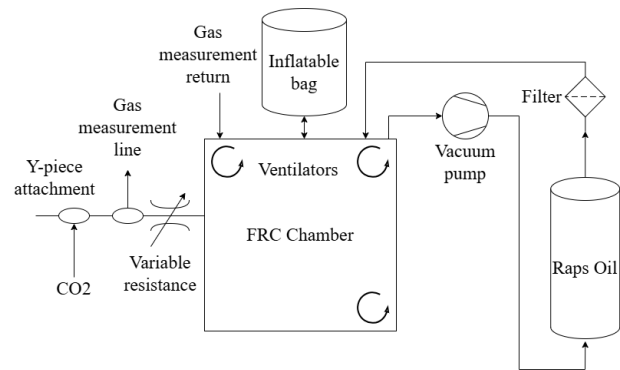 Gas
measurement
return
Inflatable
bag
Filter
Gas
measurement
line
Vacuum
pump
Y-piece
attachment
Ventilators
FRC Chamber
Variable
resistance
CO2
Raps Oil